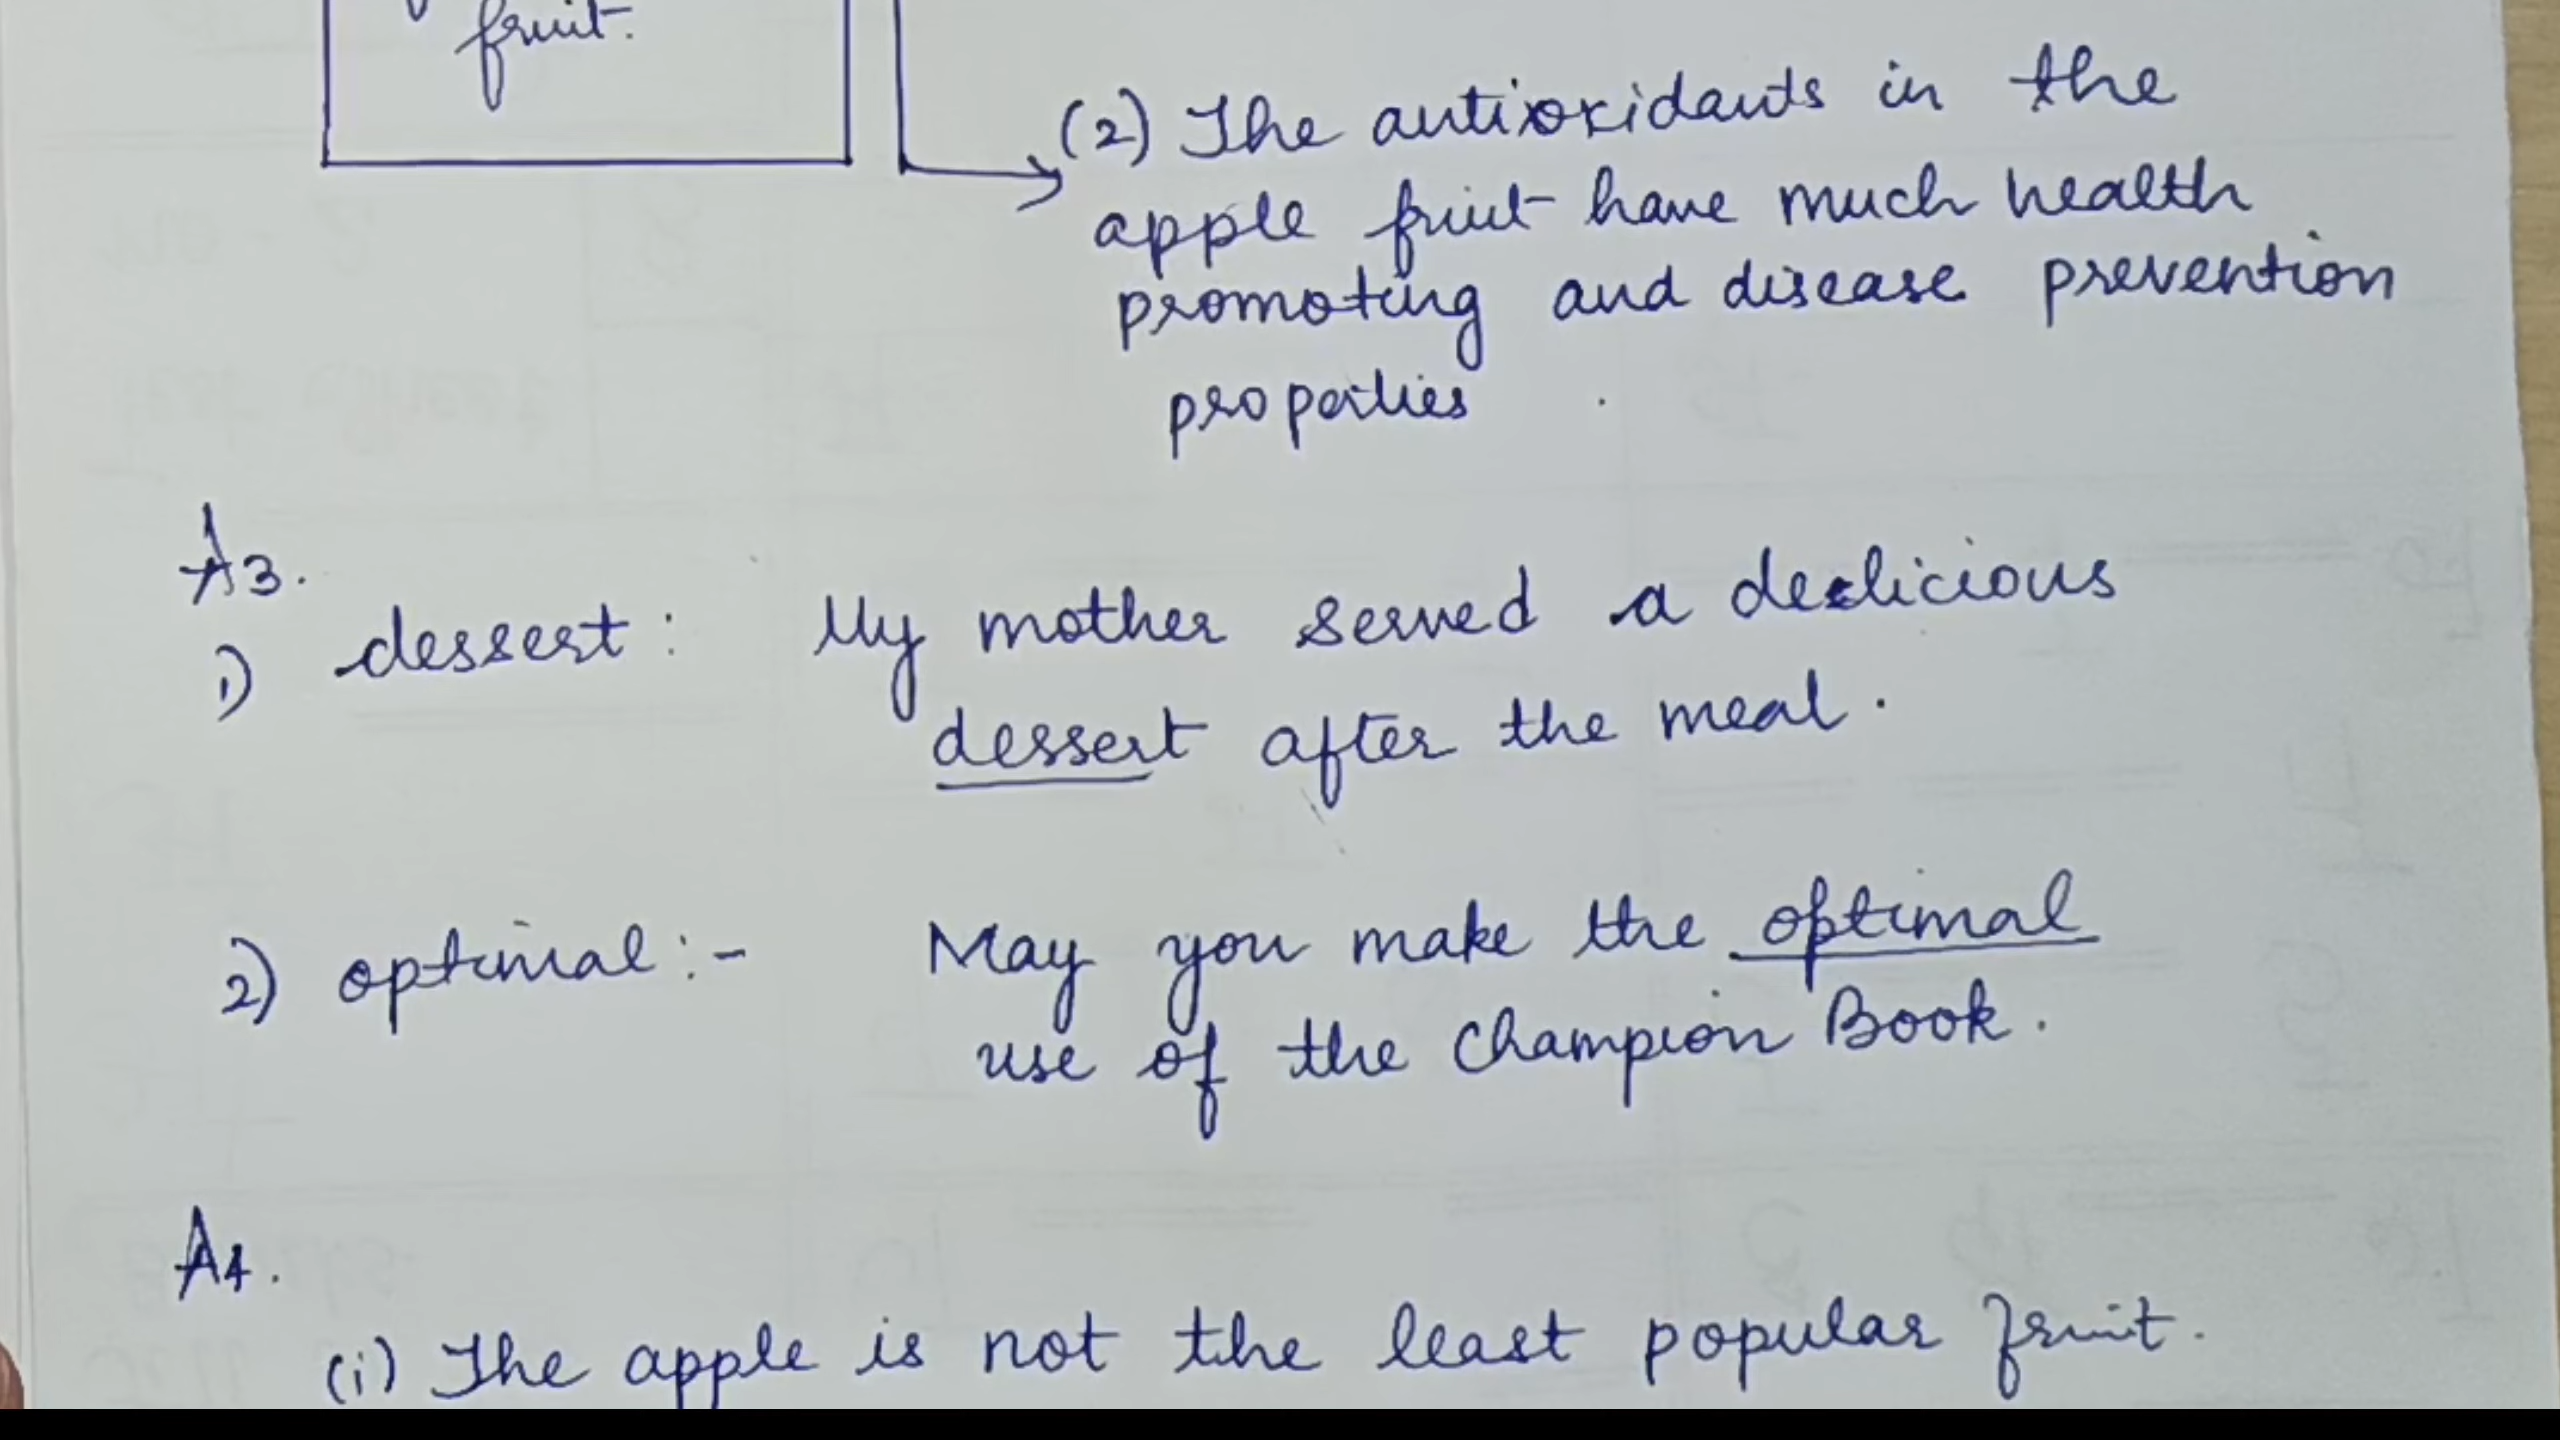 fruit.
(2) The antioxidants in the
apple fruit have much health
promoting and disease prevention
properties .
A3.
1) dessert : My mother served a delicious
dessert after the meal .
2) optimal :- May you make the optimal
use of the Champion Book .
A4.
(i) The apple is not the least popular fruit .